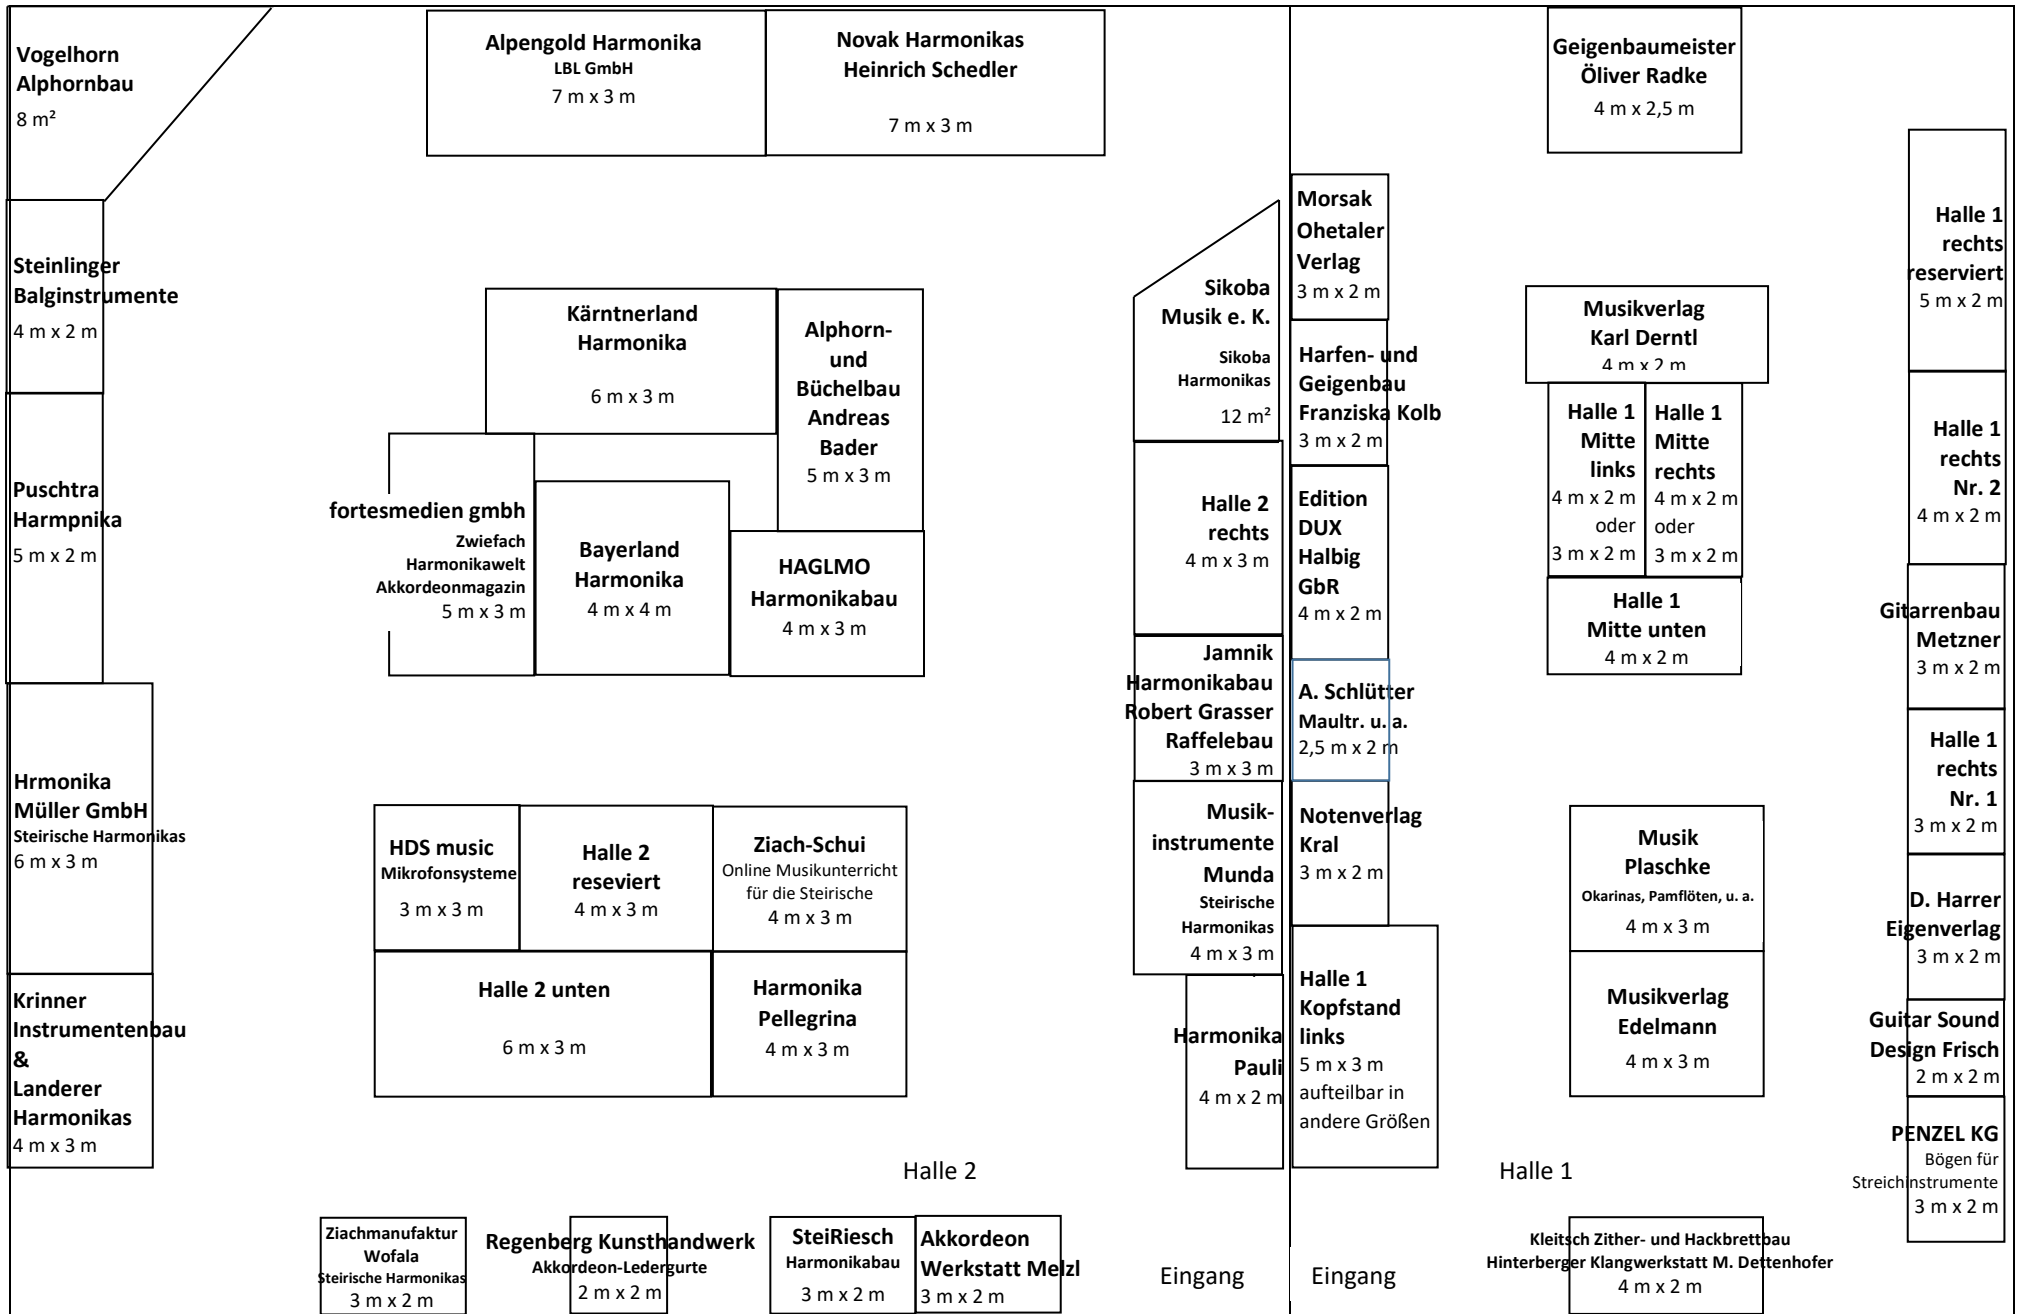 Vogelhorn
Alphornbau
8 m²
Alpengold Harmonika
LBL GmbH
7 m x 3 m
Novak Harmonikas
Heinrich Schedler
7 m x 3 m
Geigenbaumeister
Öliver Radke
4 m x 2,5 m
Steinlinger
Balginstrumente
4 m x 2 m
Puschtra
Harmpnika
5 m x 2 m
Hrmonika
Müller GmbH
Steirische Harmonikas
6 m x 3 m
Krinner
Instrumentenbau
&
Landerer
Harmonikas
4 m x 3 m
Kärntnerland
Harmonika
6 m x 3 m
Alphorn-
und
Büchelbau
Andreas
Bader
5 m x 3 m
fortesmedien gmbh
Zwiefach
Harmonikawelt
Akkordeonmagazin
5 m x 3 m
Bayerland
Harmonika
4 m x 4 m
HAGLMO
Harmonikabau
4 m x 3 m
HDS music
Mikrofonsysteme
3 m x 3 m
Halle 2
reseviert
4 m x 3 m
Ziach-Schui
Online Musikunterricht
für die Steirische
4 m x 3 m
Halle 2 unten
6 m x 3 m
Harmonika
Pellegrina
4 m x 3 m
Sikoba
Musik e. K.
Sikoba
Harmonikas
12 m²
Halle 2
rechts
4 m x 3 m
Jamnik
Harmonikabau
Robert Grasser
Raffelebau
3 m x 3 m
Musik-
instrumente
Munda
Steirische
Harmonikas
4 m x 3 m
Harmonika
Pauli
4 m x 2 m
Morsak
Ohetaler
Verlag
3 m x 2 m
Harfen- und
Geigenbau
Franziska Kolb
3 m x 2 m
Edition
DUX
Halbig
GbR
4 m x 2 m
A. Schlütter
Maultr. u. a.
2,5 m x 2 m
Notenverlag
Kral
3 m x 2 m
Halle 1
Kopfstand
links
5 m x 3 m
aufteilbar in
andere Größen
Musikverlag
Karl Derntl
4 m x 2 m
Halle 1
Mitte
links
4 m x 2 m
oder
3 m x 2 m
Halle 1
Mitte
rechts
4 m x 2 m
oder
3 m x 2 m
Halle 1
Mitte unten
4 m x 2 m
Musik
Plaschke
Okarinas, Pamflöten, u. a.
4 m x 3 m
Musikverlag
Edelmann
4 m x 3 m
Halle 1
rechts
reserviert
5 m x 2 m
Halle 1
rechts
Nr. 2
4 m x 2 m
Gitarrenbau
Metzner
3 m x 2 m
Halle 1
rechts
Nr. 1
3 m x 2 m
D. Harrer
Eigenverlag
3 m x 2 m
Guitar Sound
Design Frisch
2 m x 2 m
PENZEL KG
Bögen für
Streichinstrumente
3 m x 2 m
Halle 2
Halle 1
Ziachmanufaktur
Wofala
Steirische Harmonikas
3 m x 2 m
Regenberg Kunsthandwerk
Akkordeon-Ledergurte
2 m x 2 m
SteiRiesch
Harmonikabau
3 m x 2 m
Akkordeon
Werkstatt Melzl
3 m x 2 m
Eingang
Eingang
Kleitsch Zither- und Hackbrettbau
Hinterberger Klangwerkstatt M. Dettenhofer
4 m x 2 m